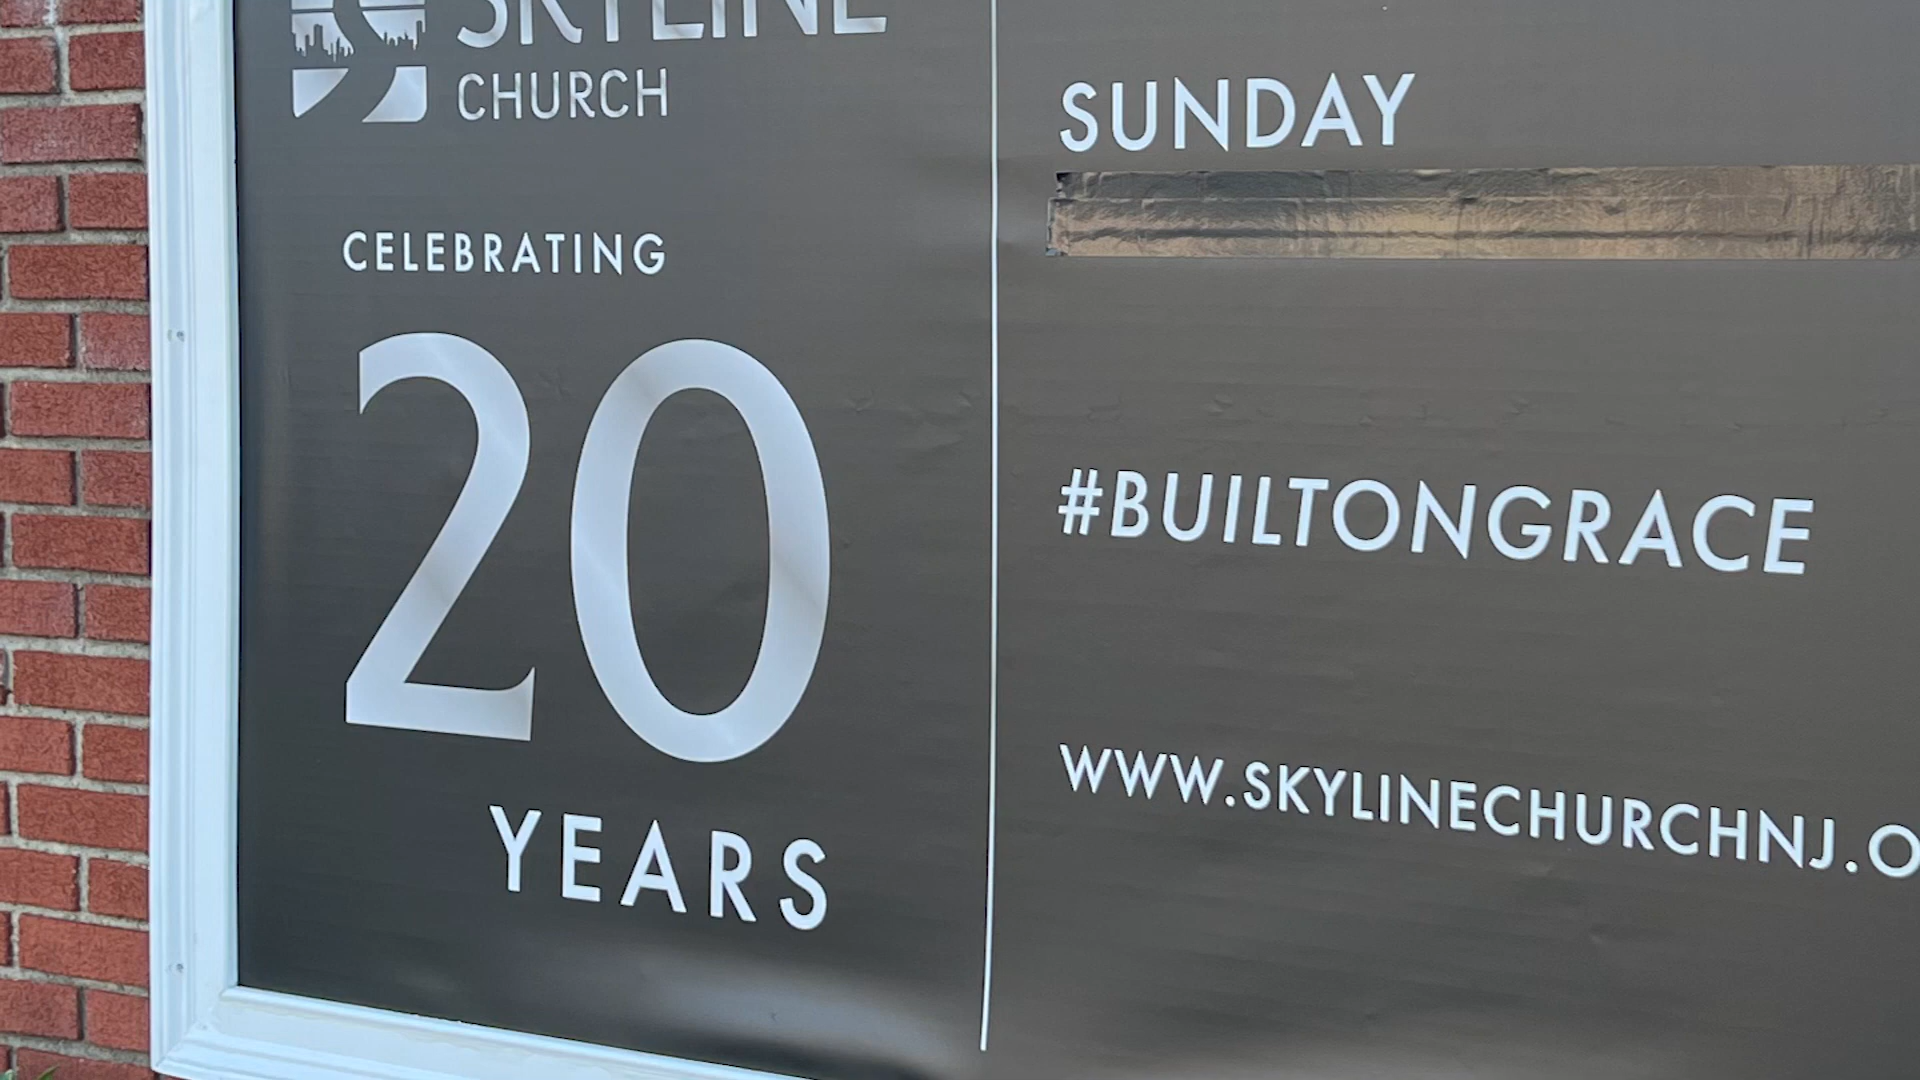 SKYLINE
CHURCH
CELEBRATING
20
YEARS
SUNDAY
#BUILTONGRACE
WWW.SKYLINECHURCHNJ.O